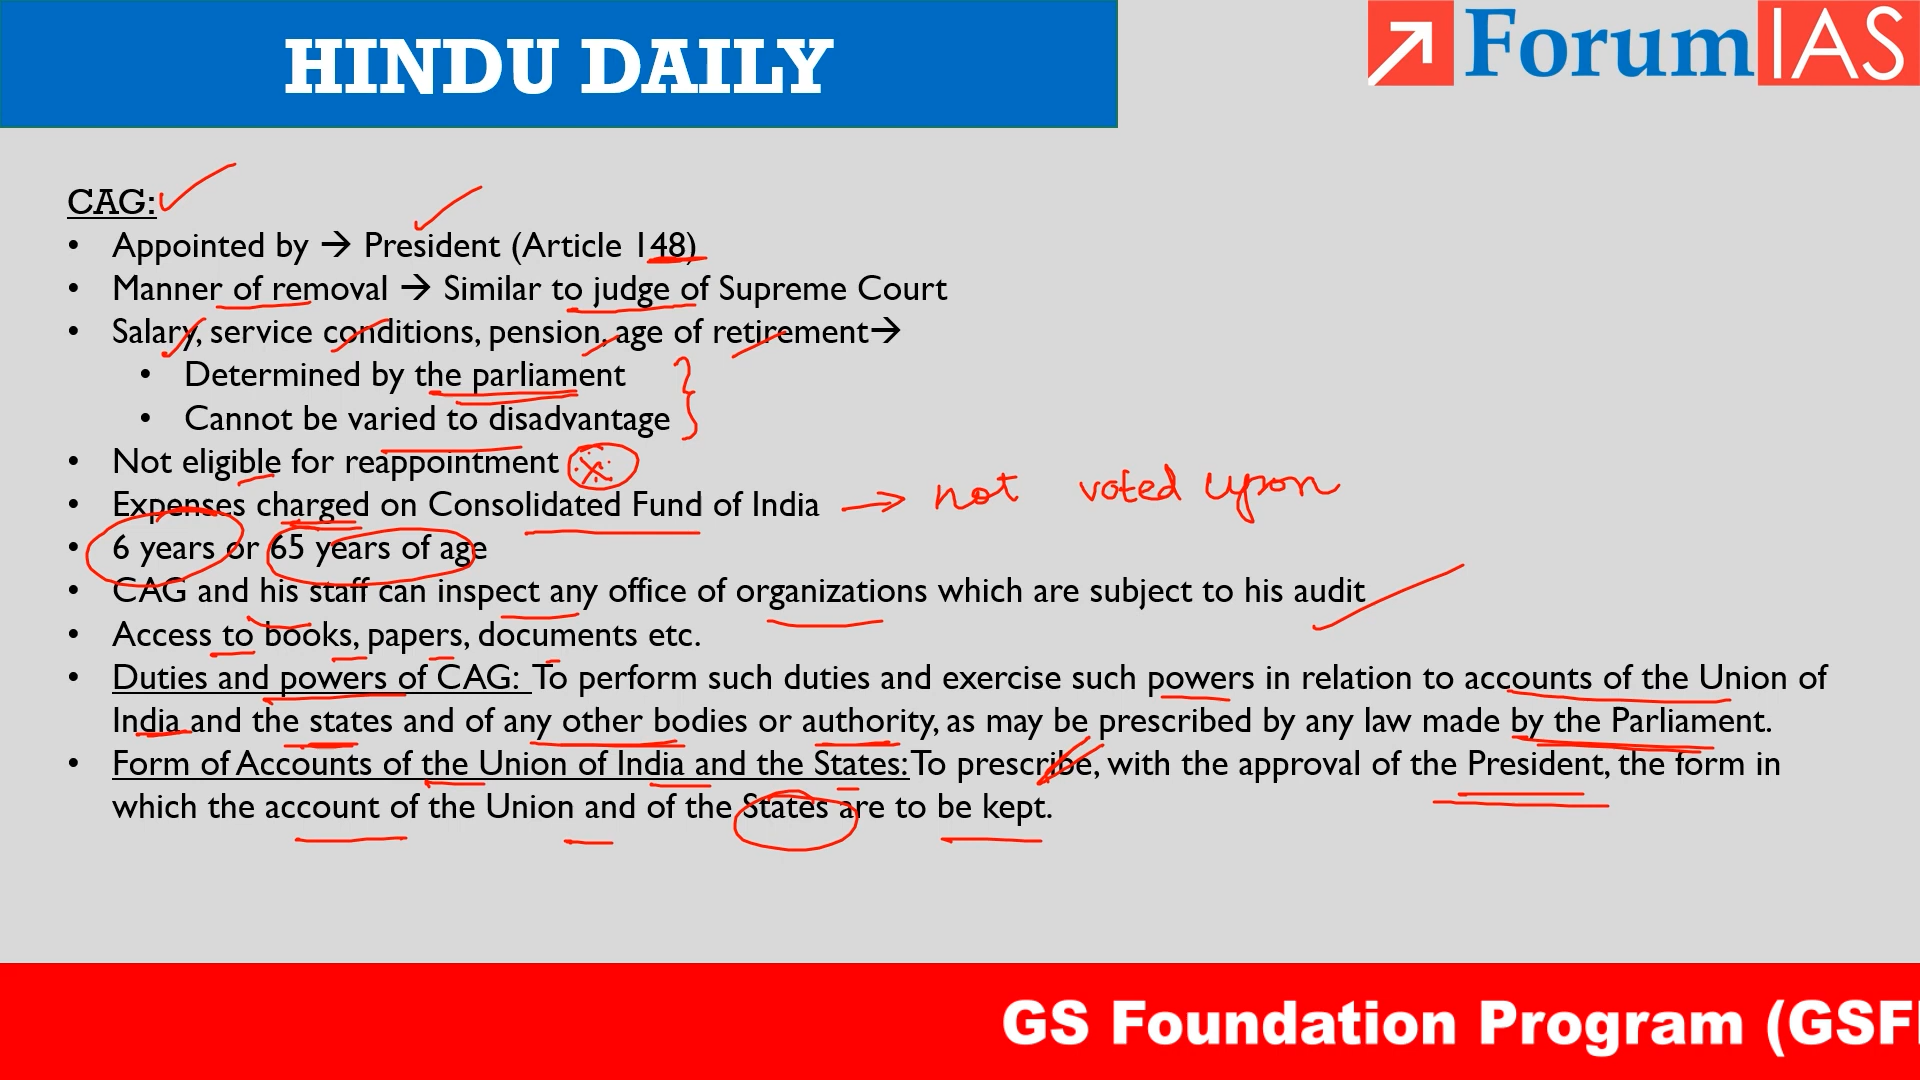 HINDU DAILY
Forum IAS
CAG:
• Appointed by → President (Article 148)
• Manner of removal → Similar to judge of Supreme Court
• Salary, service conditions, pension, age of retirement→
• Determined by the parliament
• Cannot be varied to disadvantage
• Not eligible for reappointment
• Expenses charged on Consolidated Fund of India → not voted upon
• 6 years or 65 years of age
• CAG and his staff can inspect any office of organizations which are subject to his audit
• Access to books, papers, documents etc.
• Duties and powers of CAG: To perform such duties and exercise such powers in relation to accounts of the Union of
India and the states and of any other bodies or authority, as may be prescribed by any law made by the Parliament.
• Form of Accounts of the Union of India and the States: To prescribe, with the approval of the President, the form in
which the account of the Union and of the States are to be kept.
GS Foundation Program (GSF